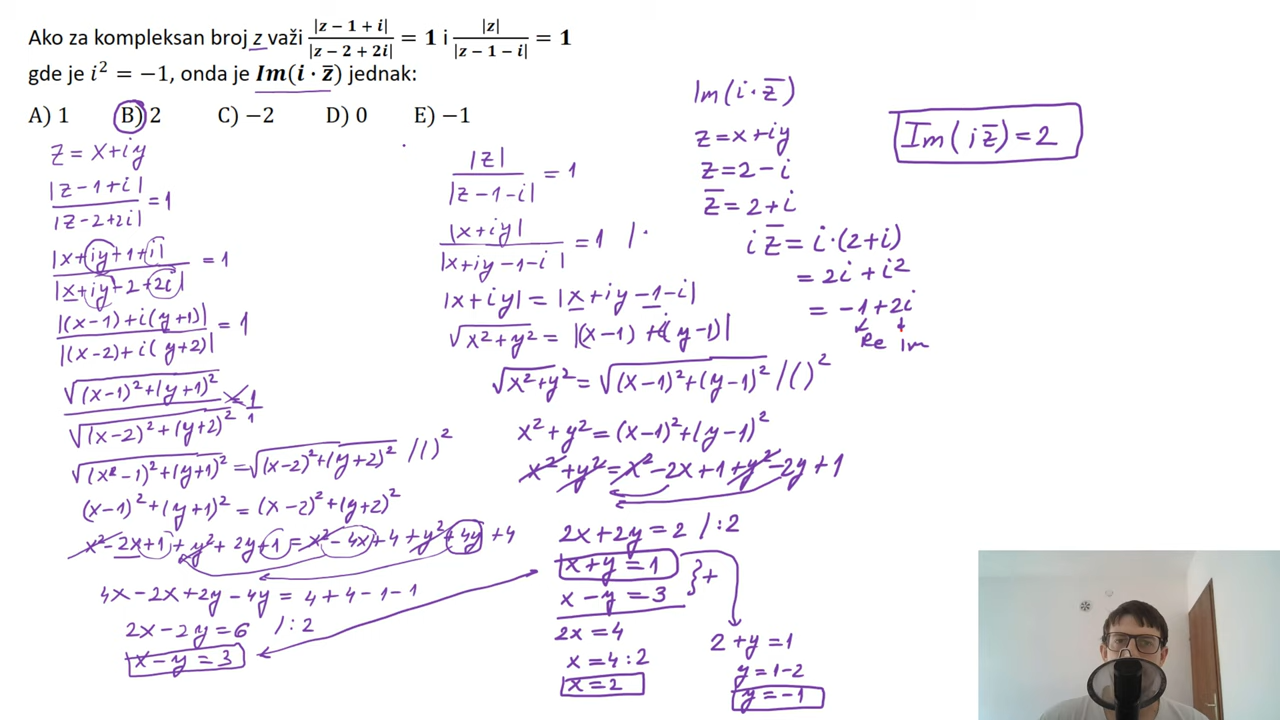 Ako za kompleksan broj z važi |z − 1 + i| / |z − 2 + 2i| = 1 i |z| / |z − 1 − i| = 1
gde je i² = −1, onda je Im(i · z̄) jednak:
A) 1 B) 2 C) −2 D) 0 E) −1
z = x+iy
|z−1+i| / |z−2+2i| = 1
|x+iy+1+i| / |x+iy−2+2i| = 1
|(x−1)+i(y+1)| / |(x−2)+i(y+2)| = 1
√(x−1)²+(y+1)² / √(x−2)²+(y+2)² = 1/1
√(x²−1)²+(y+1)² = √(x−2)²+(y+2)² /()²
(x−1)²+(y+1)² = (x−2)²+(y+2)²
x²−2x+1+y²+2y+1 = x²−4x+4+y²+4y+4
4x−2x+2y−4y = 4+4−1−1
2x−2y=6 /:2
x−y=3
|z| / |z−1−i| = 1
|x+iy| / |x+iy−1−i| = 1 /·
|x+iy| = |x+iy−1−i|
√x²+y² = |(x−1)+i(y−1)|
√x²+y² = √(x−1)²+(y−1)² /()²
x²+y² = (x−1)²+(y−1)²
x²+y² = x²−2x+1+y²−2y+1
2x+2y=2 /:2
x+y=1
x−y=3 } +
2x=4
x=4:2
x=2
2+y=1
y=1−2
y=−1
Im(i·z̄)
z=x+iy
z=2−i
z̄=2+i
iz̄ = i·(2+i)
= 2i+i²
= −1+2i
Re Im
Im(iz̄)=2